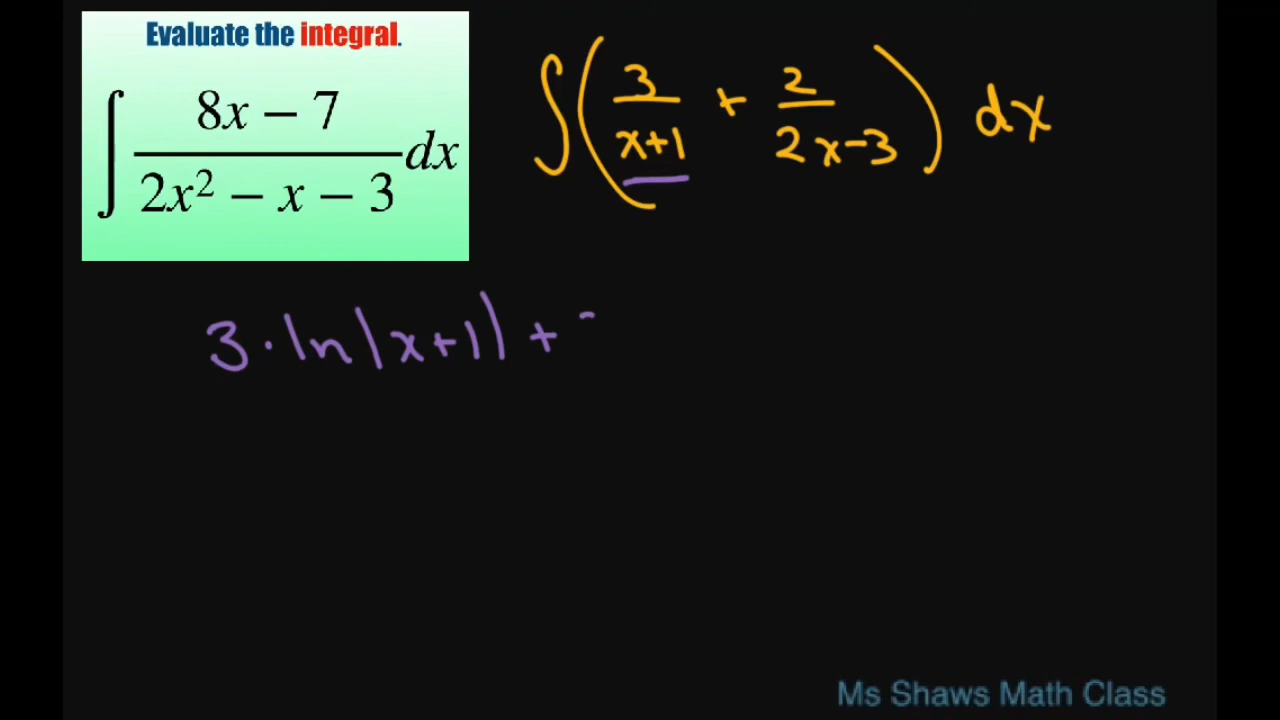 Evaluate the integral.
∫ (8x − 7)/(2x² − x − 3) dx
∫(3/(x+1) + 2/(2x−3)) dx
3·ln|x+1| +
Ms Shaws Math Class